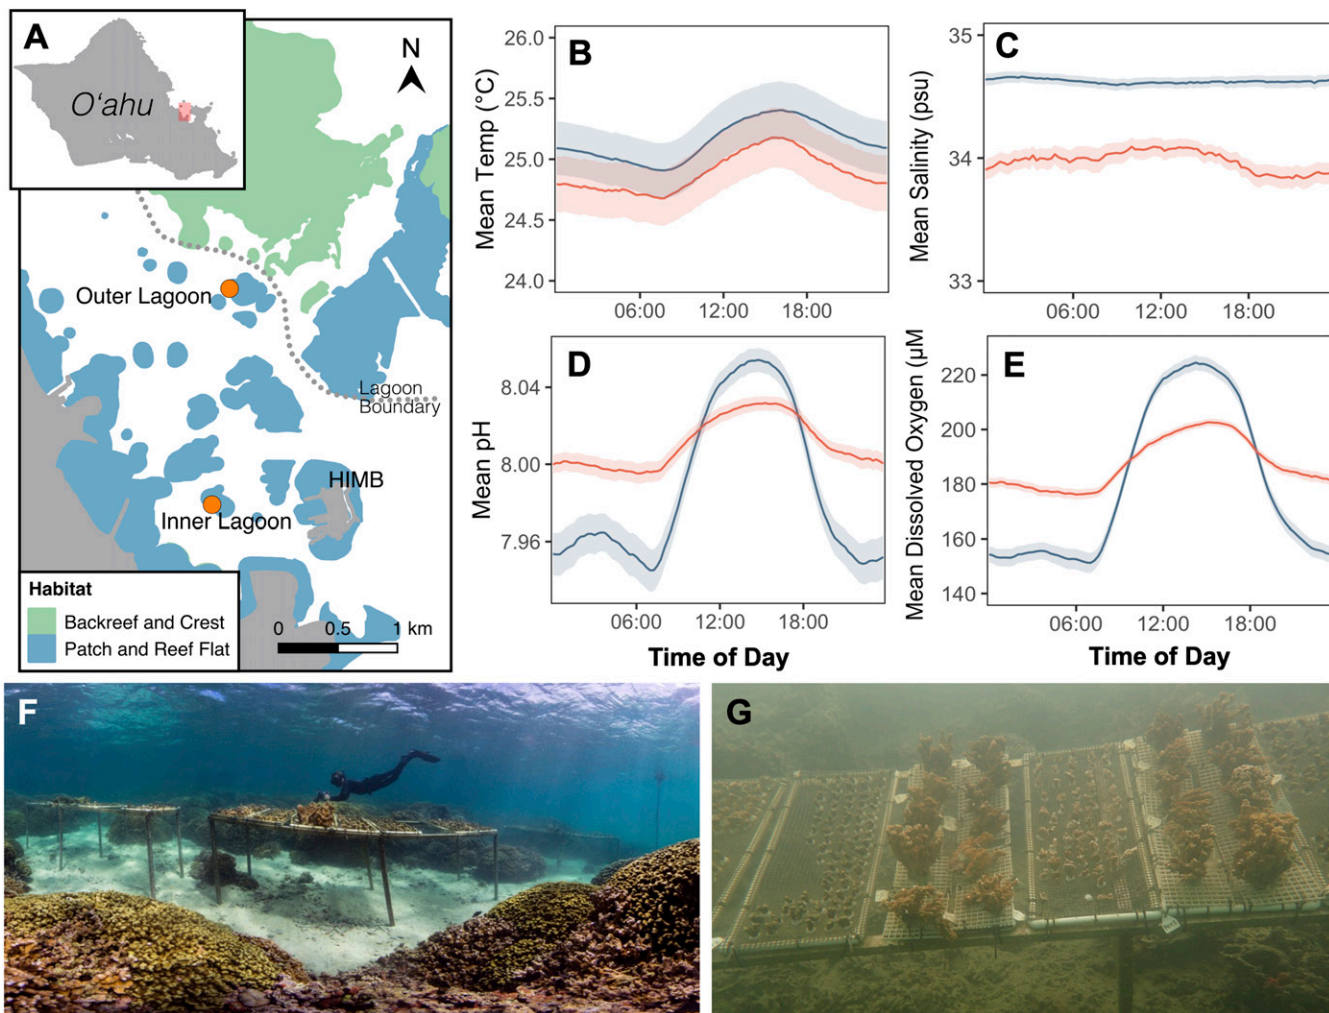 A
O‘ahu
N
Outer Lagoon
Lagoon
Boundary
HIMB
Inner Lagoon
Habitat
Backreef and Crest
Patch and Reef Flat
0 0.5 1 km
B
Mean Temp (°C)
26.0
25.5
25.0
24.5
24.0
06:00 12:00 18:00
C
Mean Salinity (psu)
35
34
33
06:00 12:00 18:00
D
Mean pH
8.04
8.00
7.96
06:00 12:00 18:00
Time of Day
E
Mean Dissolved Oxygen (µM
220
200
180
160
140
06:00 12:00 18:00
Time of Day
F
G